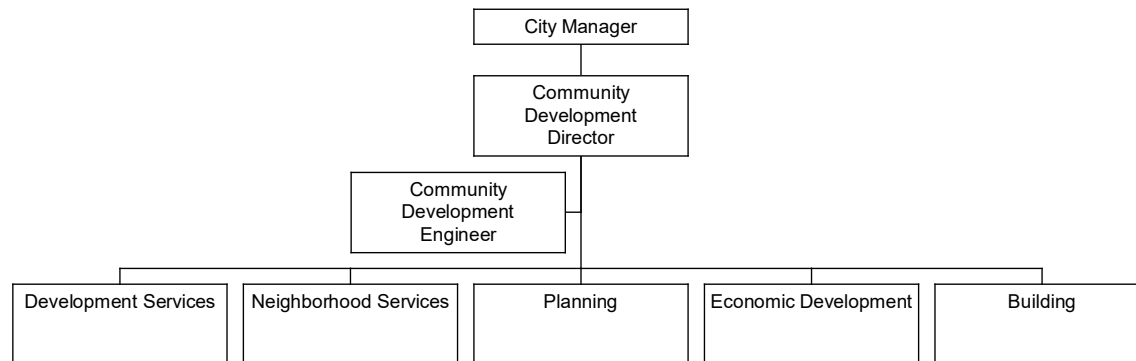 City Manager
Community
Development
Director
Community
Development
Engineer
Development Services
Neighborhood Services
Planning
Economic Development
Building